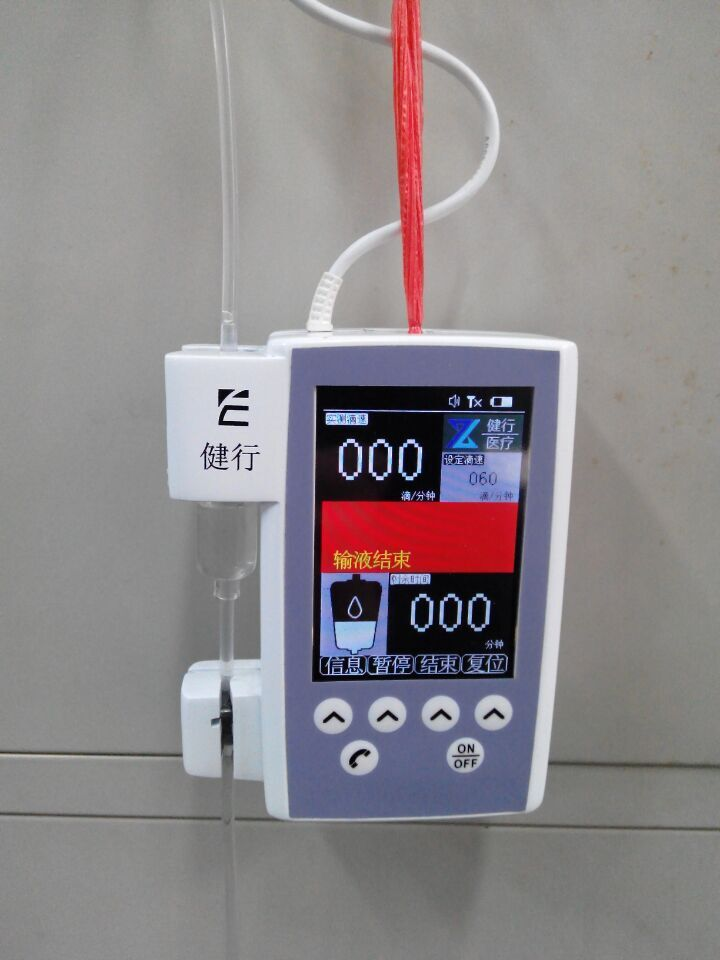 健行
实测滴速
健行
医疗
000
设定滴速
060
滴/分钟
滴/分钟
输液结束
剩余时间
000
分钟
信息 暂停 结束 复位
ON
OFF